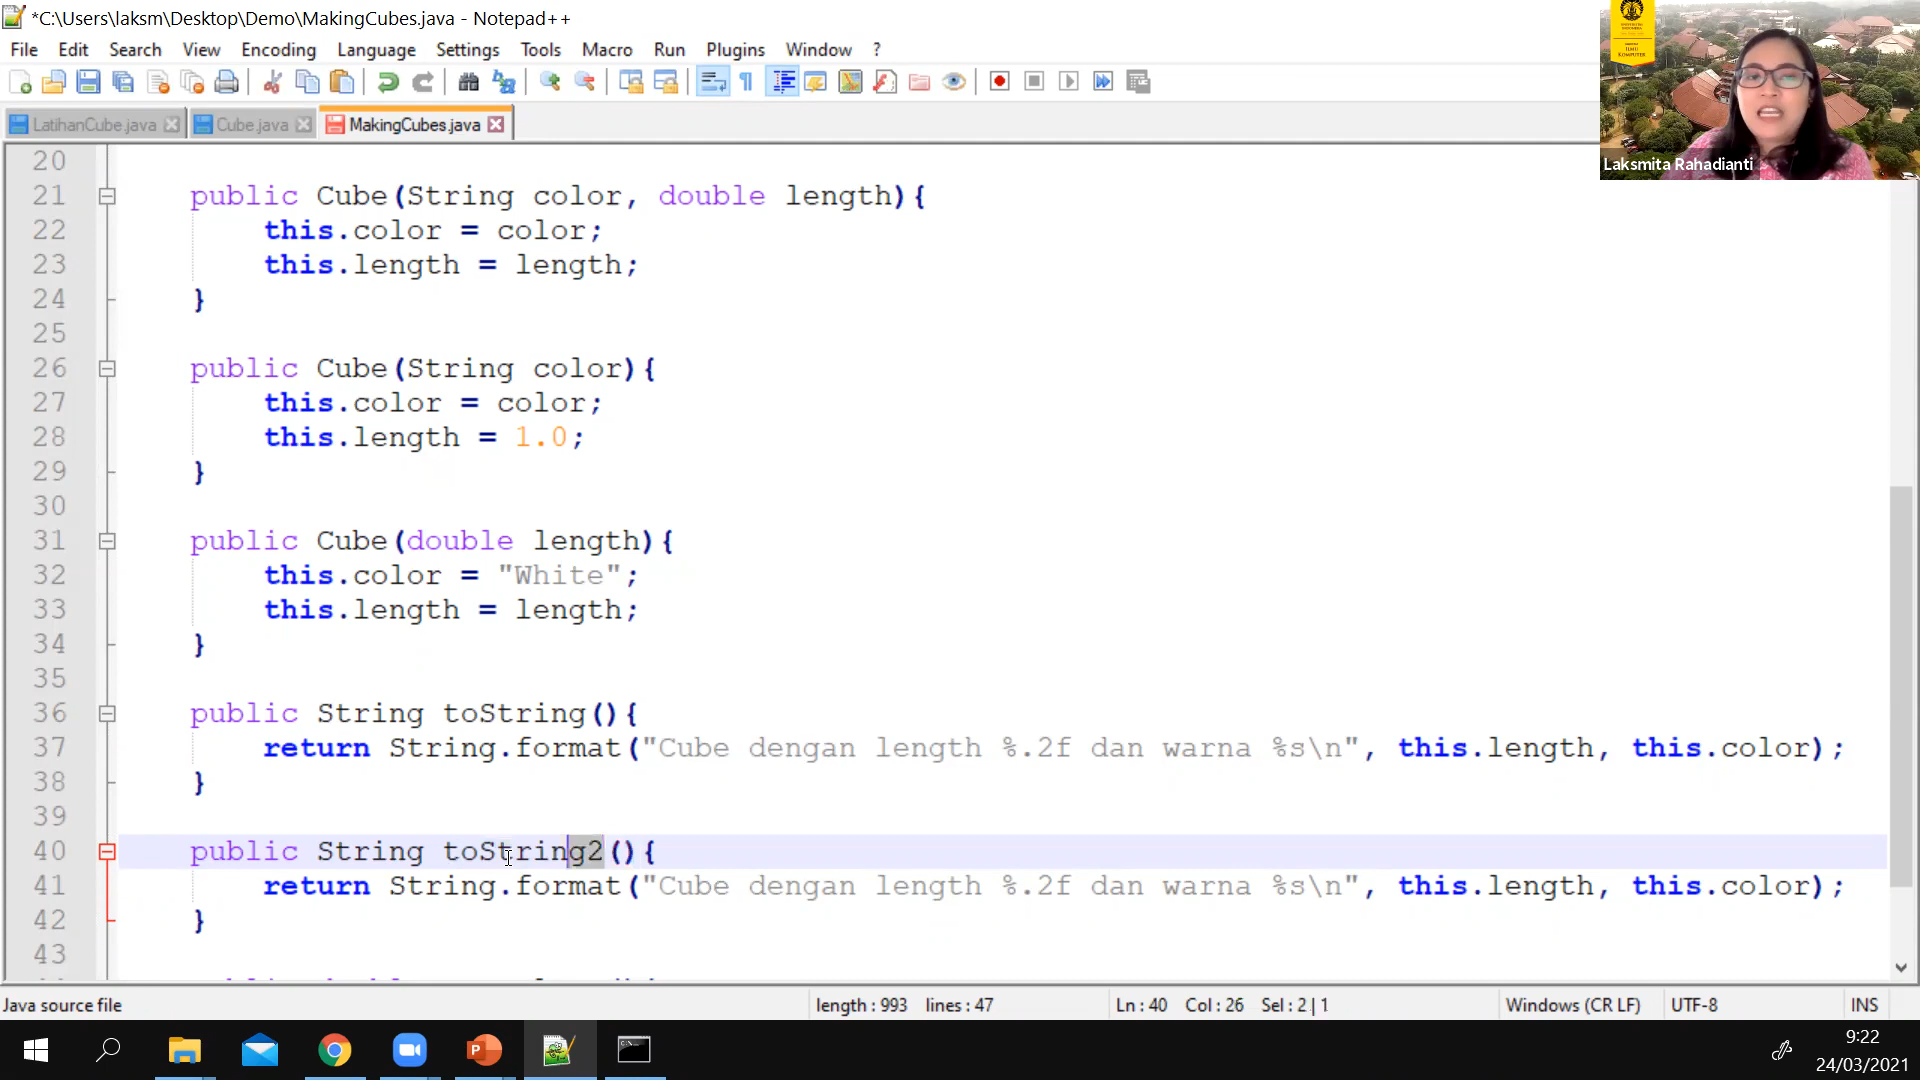 *C:\Users\laksm\Desktop\Demo\MakingCubes.java - Notepad++
File Edit Search View Encoding Language Settings Tools Macro Run Plugins Window ?
LatihanCube.java Cube.java MakingCubes.java
Laksmita Rahadianti
20
21 public Cube(String color, double length){
22 this.color = color;
23 this.length = length;
24 }
25
26 public Cube(String color){
27 this.color = color;
28 this.length = 1.0;
29 }
30
31 public Cube(double length){
32 this.color = "White";
33 this.length = length;
34 }
35
36 public String toString(){
37 return String.format("Cube dengan length %.2f dan warna %s\n", this.length, this.color);
38 }
39
40 public String toString2(){
41 return String.format("Cube dengan length %.2f dan warna %s\n", this.length, this.color);
42 }
43
Java source file length : 993 lines : 47 Ln : 40 Col : 26 Sel : 2 | 1 Windows (CR LF) UTF-8 INS
9:22
24/03/2021